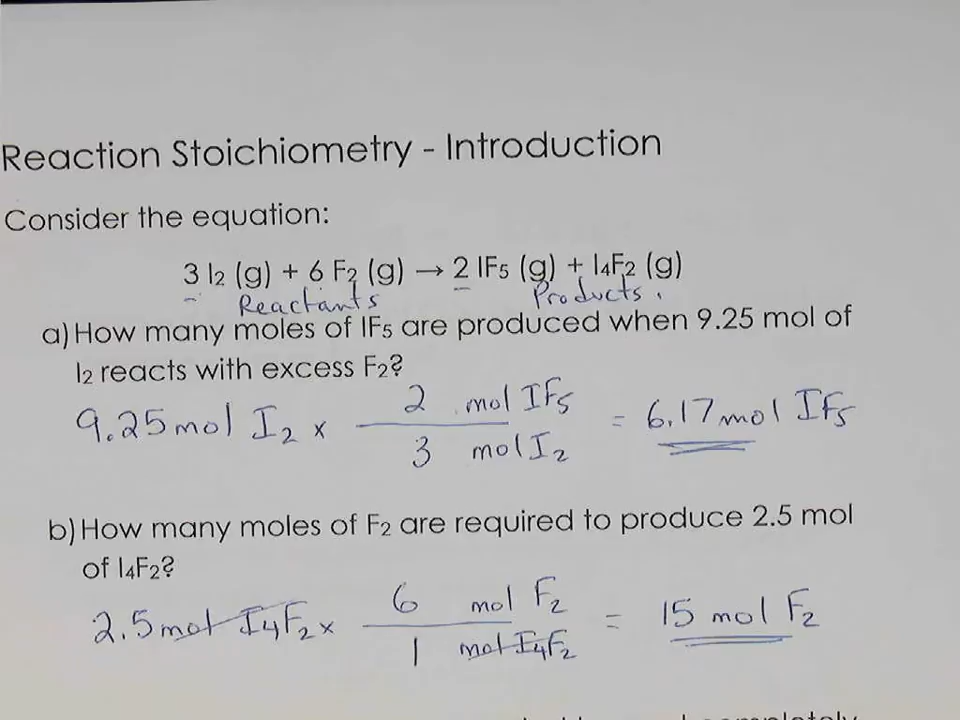 Reaction Stoichiometry - Introduction
Consider the equation:
3 I2 (g) + 6 F2 (g) → 2 IF5 (g) + I4F2 (g)
Reactants Products.
a) How many moles of IF5 are produced when 9.25 mol of
I2 reacts with excess F2?
9.25 mol I2 x 2 mol IF5 / 3 mol I2 = 6.17 mol IF5
b) How many moles of F2 are required to produce 2.5 mol
of I4F2?
2.5 mol I4F2 x 6 mol F2 / 1 mol I4F2 = 15 mol F2